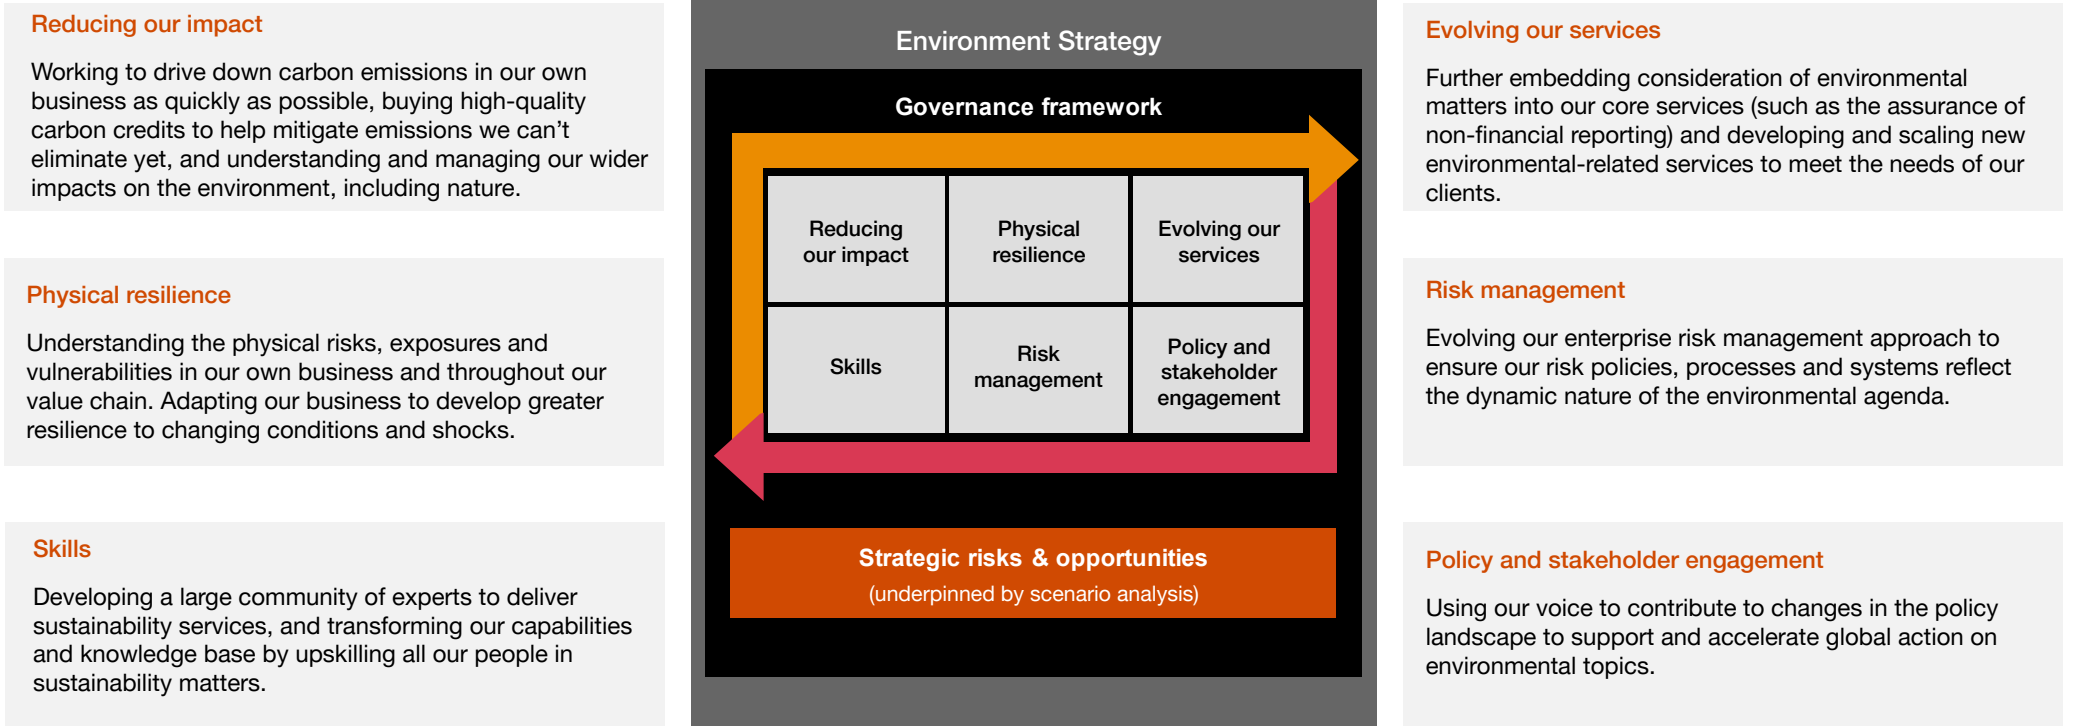 Reducing our impact
Working to drive down carbon emissions in our own
business as quickly as possible, buying high-quality
carbon credits to help mitigate emissions we can’t
eliminate yet, and understanding and managing our wider
impacts on the environment, including nature.
Physical resilience
Understanding the physical risks, exposures and
vulnerabilities in our own business and throughout our
value chain. Adapting our business to develop greater
resilience to changing conditions and shocks.
Skills
Developing a large community of experts to deliver
sustainability services, and transforming our capabilities
and knowledge base by upskilling all our people in
sustainability matters.
Environment Strategy
Governance framework
Reducing
our impact
Physical
resilience
Evolving our
services
Skills
Risk
management
Policy and
stakeholder
engagement
Strategic risks & opportunities
(underpinned by scenario analysis)
Evolving our services
Further embedding consideration of environmental
matters into our core services (such as the assurance of
non-financial reporting) and developing and scaling new
environmental-related services to meet the needs of our
clients.
Risk management
Evolving our enterprise risk management approach to
ensure our risk policies, processes and systems reflect
the dynamic nature of the environmental agenda.
Policy and stakeholder engagement
Using our voice to contribute to changes in the policy
landscape to support and accelerate global action on
environmental topics.